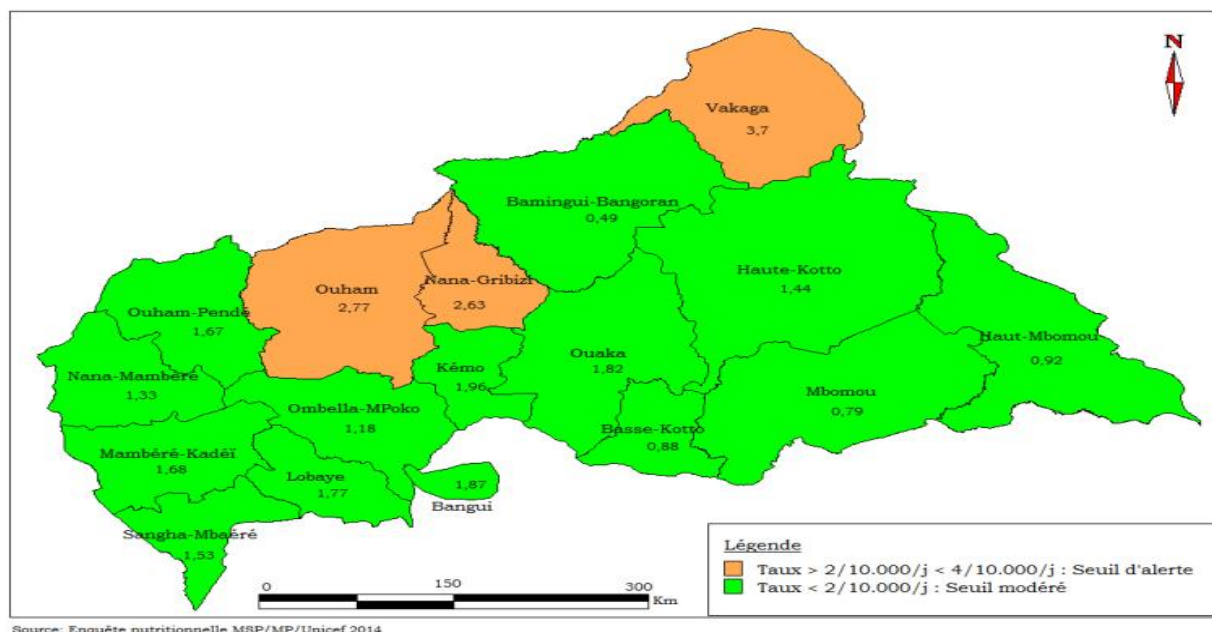 N
Vakaga
3,7
Bamingui-Bangoran
0,49
Haute-Kotto
1,44
Nana-Gribizi
2,63
Ouham
2,77
Ouham-Pendé
1,67
Haut-Mbomou
0,92
Ouaka
1,82
Kémo
1,96
Nana-Mambéré
1,33
Mbomou
0,79
Ombella-MPoko
1,18
Basse-Kotto
0,88
Mambéré-Kadéï
1,68
Lobaye
1,77
1,87
Bangui
Sangha-Mbaéré
1,53
Légende
Taux > 2/10.000/j < 4/10.000/j : Seuil d'alerte
Taux < 2/10.000/j : Seuil modéré
0 150 300
Km
Source: Enquête nutritionnelle MSP/MP/Unicef 2014